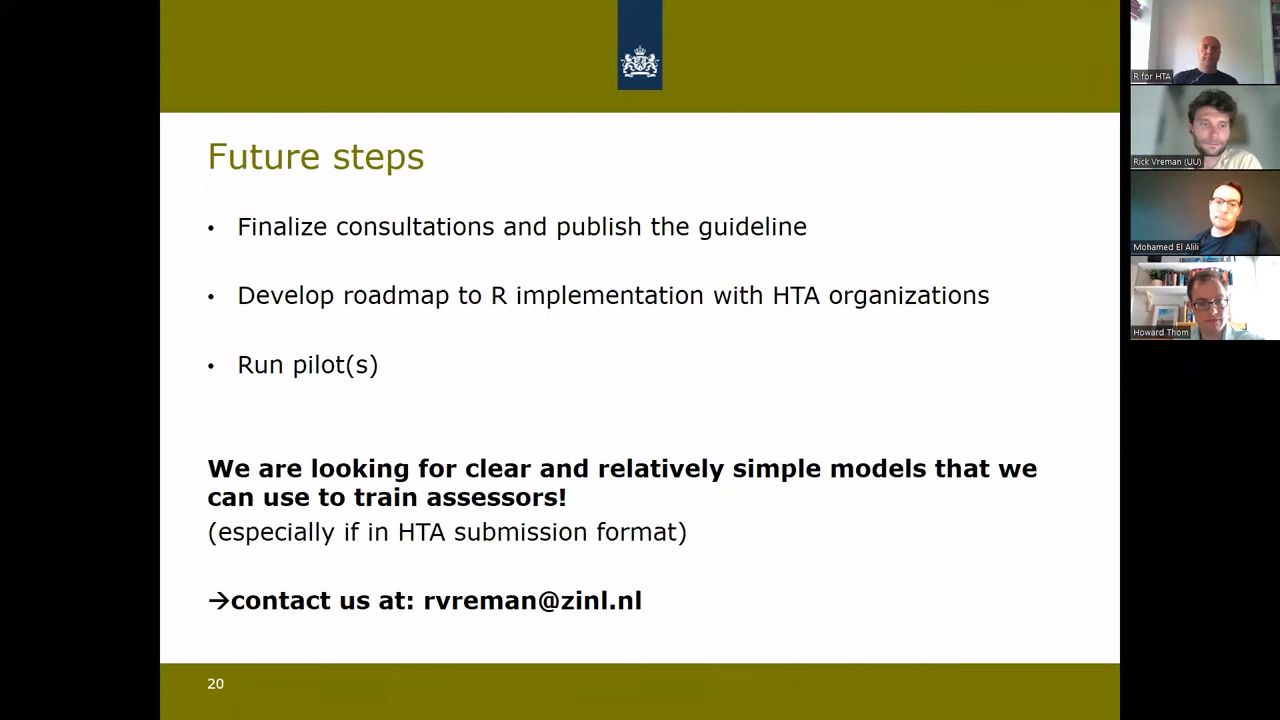 Future steps
• Finalize consultations and publish the guideline
• Develop roadmap to R implementation with HTA organizations
• Run pilot(s)
We are looking for clear and relatively simple models that we
can use to train assessors!
(especially if in HTA submission format)
→contact us at: rvreman@zinl.nl
20
R for HTA
Rick Vreman (UU)
Mohamed El Alili
Howard Thom